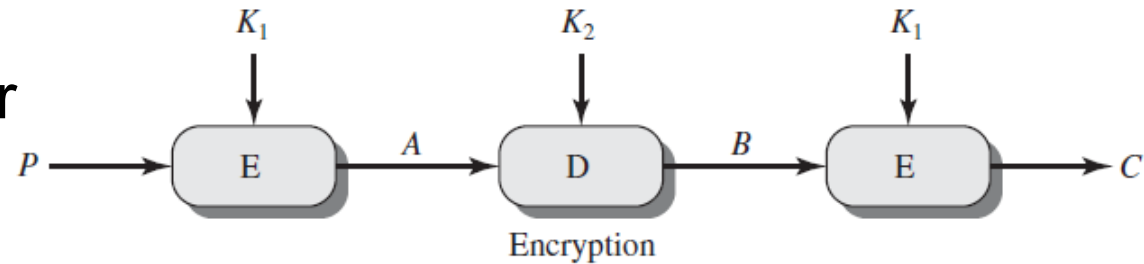 K₁ K₂ K₁
r
P E A D B E C
Encryption